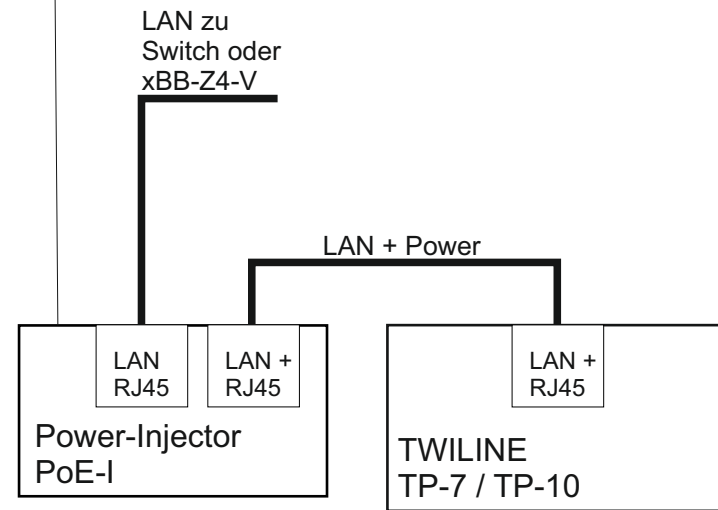 LAN zu
Switch oder
xBB-Z4-V
LAN + Power
LAN
RJ45
LAN +
RJ45
LAN +
RJ45
Power-Injector
PoE-I
TWILINE
TP-7 / TP-10